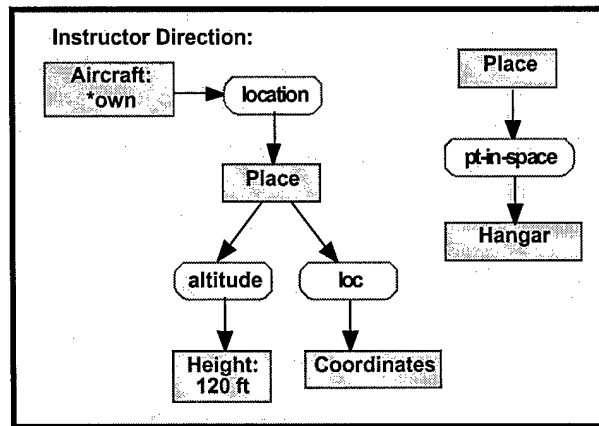 Instructor Direction:
Aircraft:
*own
location
Place
altitude
loc
Height:
120 ft
Coordinates
Place
pt-in-space
Hangar